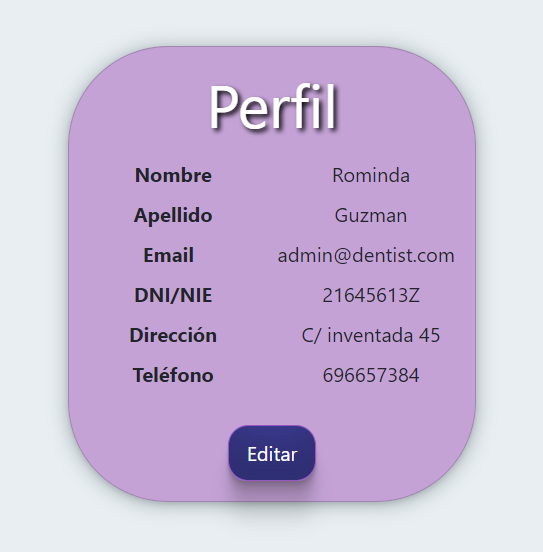 Perfil
Nombre Rominda
Apellido Guzman
Email admin@dentist.com
DNI/NIE 21645613Z
Dirección C/ inventada 45
Teléfono 696657384
Editar